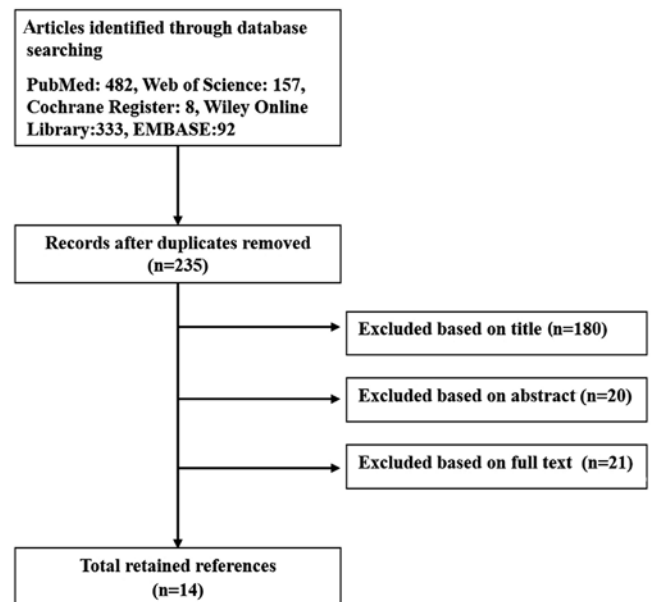 Articles identified through database
searching
PubMed: 482, Web of Science: 157,
Cochrane Register: 8, Wiley Online
Library:333, EMBASE:92
Records after duplicates removed
(n=235)
Excluded based on title (n=180)
Excluded based on abstract (n=20)
Excluded based on full text (n=21)
Total retained references
(n=14)